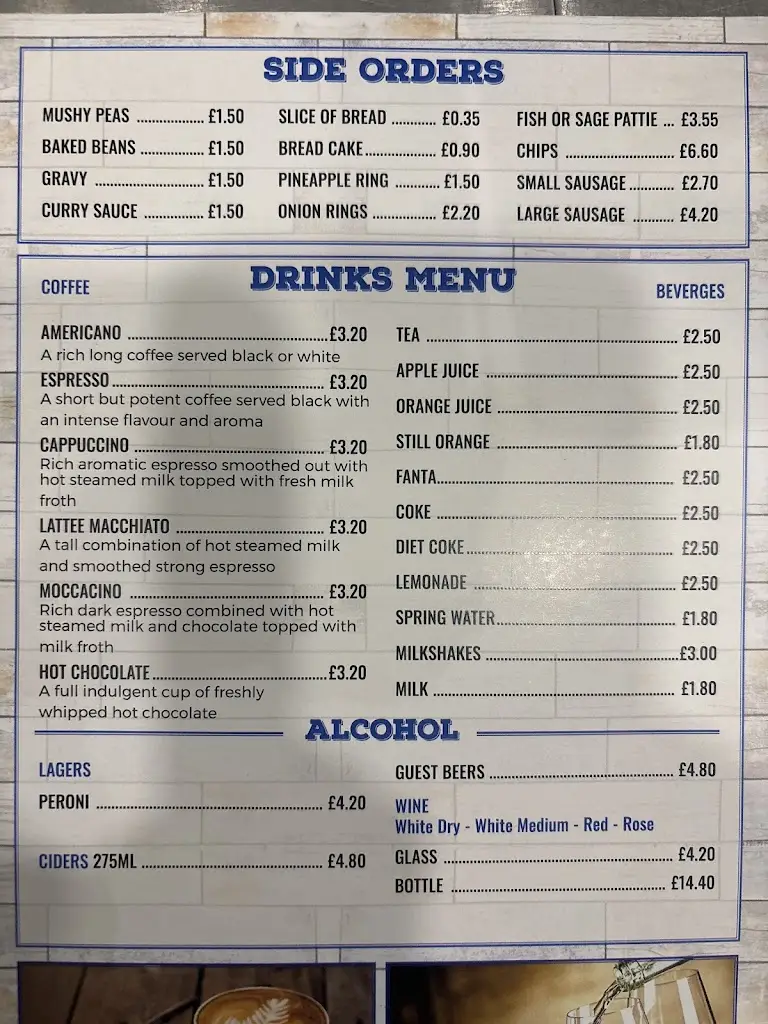 SIDE ORDERS
MUSHY PEAS .................. £1.50
BAKED BEANS ................ £1.50
GRAVY ............................ £1.50
CURRY SAUCE ................ £1.50
SLICE OF BREAD ........... £0.35
BREAD CAKE.................. £0.90
PINEAPPLE RING ........... £1.50
ONION RINGS ................ £2.20
FISH OR SAGE PATTIE ... £3.55
CHIPS ........................... £6.60
SMALL SAUSAGE ........... £2.70
LARGE SAUSAGE .......... £4.20
DRINKS MENU
COFFEE
AMERICANO ..................................................£3.20
A rich long coffee served black or white
ESPRESSO..................................................... £3.20
A short but potent coffee served black with
an intense flavour and aroma
CAPPUCCINO ................................................ £3.20
Rich aromatic espresso smoothed out with
hot steamed milk topped with fresh milk
froth
LATTEE MACCHIATO ..................................... £3.20
A tall combination of hot steamed milk
and smoothed strong espresso
MOCCACINO ................................................. £3.20
Rich dark espresso combined with hot
steamed milk and chocolate topped with
milk froth
HOT CHOCOLATE............................................£3.20
A full indulgent cup of freshly
whipped hot chocolate
BEVERGES
TEA ............................................................... £2.50
APPLE JUICE ................................................ £2.50
ORANGE JUICE ............................................. £2.50
STILL ORANGE ............................................. £1.80
FANTA........................................................... £2.50
COKE ............................................................ £2.50
DIET COKE.................................................... £2.50
LEMONADE ................................................... £2.50
SPRING WATER............................................. £1.80
MILKSHAKES ................................................£3.00
MILK ............................................................. £1.80
ALCOHOL
LAGERS
PERONI ......................................................... £4.20
CIDERS 275ML .............................................. £4.80
GUEST BEERS .............................................. £4.80
WINE
White Dry - White Medium - Red - Rose
GLASS .......................................................... £4.20
BOTTLE ....................................................... £14.40